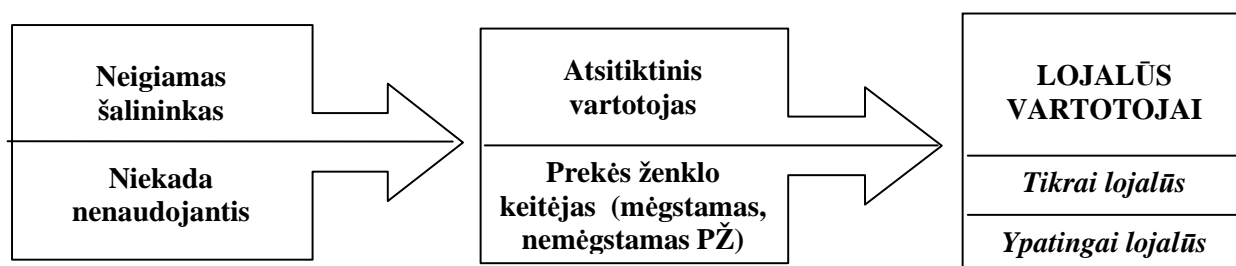 Neigiamas
šalininkas
Niekada
nenaudojantis
Atsitiktinis
vartotojas
Prekės ženklo
keitėjas (mėgstamas,
nemėgstamas PŽ)
LOJALŪS
VARTOTOJAI
Tikrai lojalūs
Ypatingai lojalūs